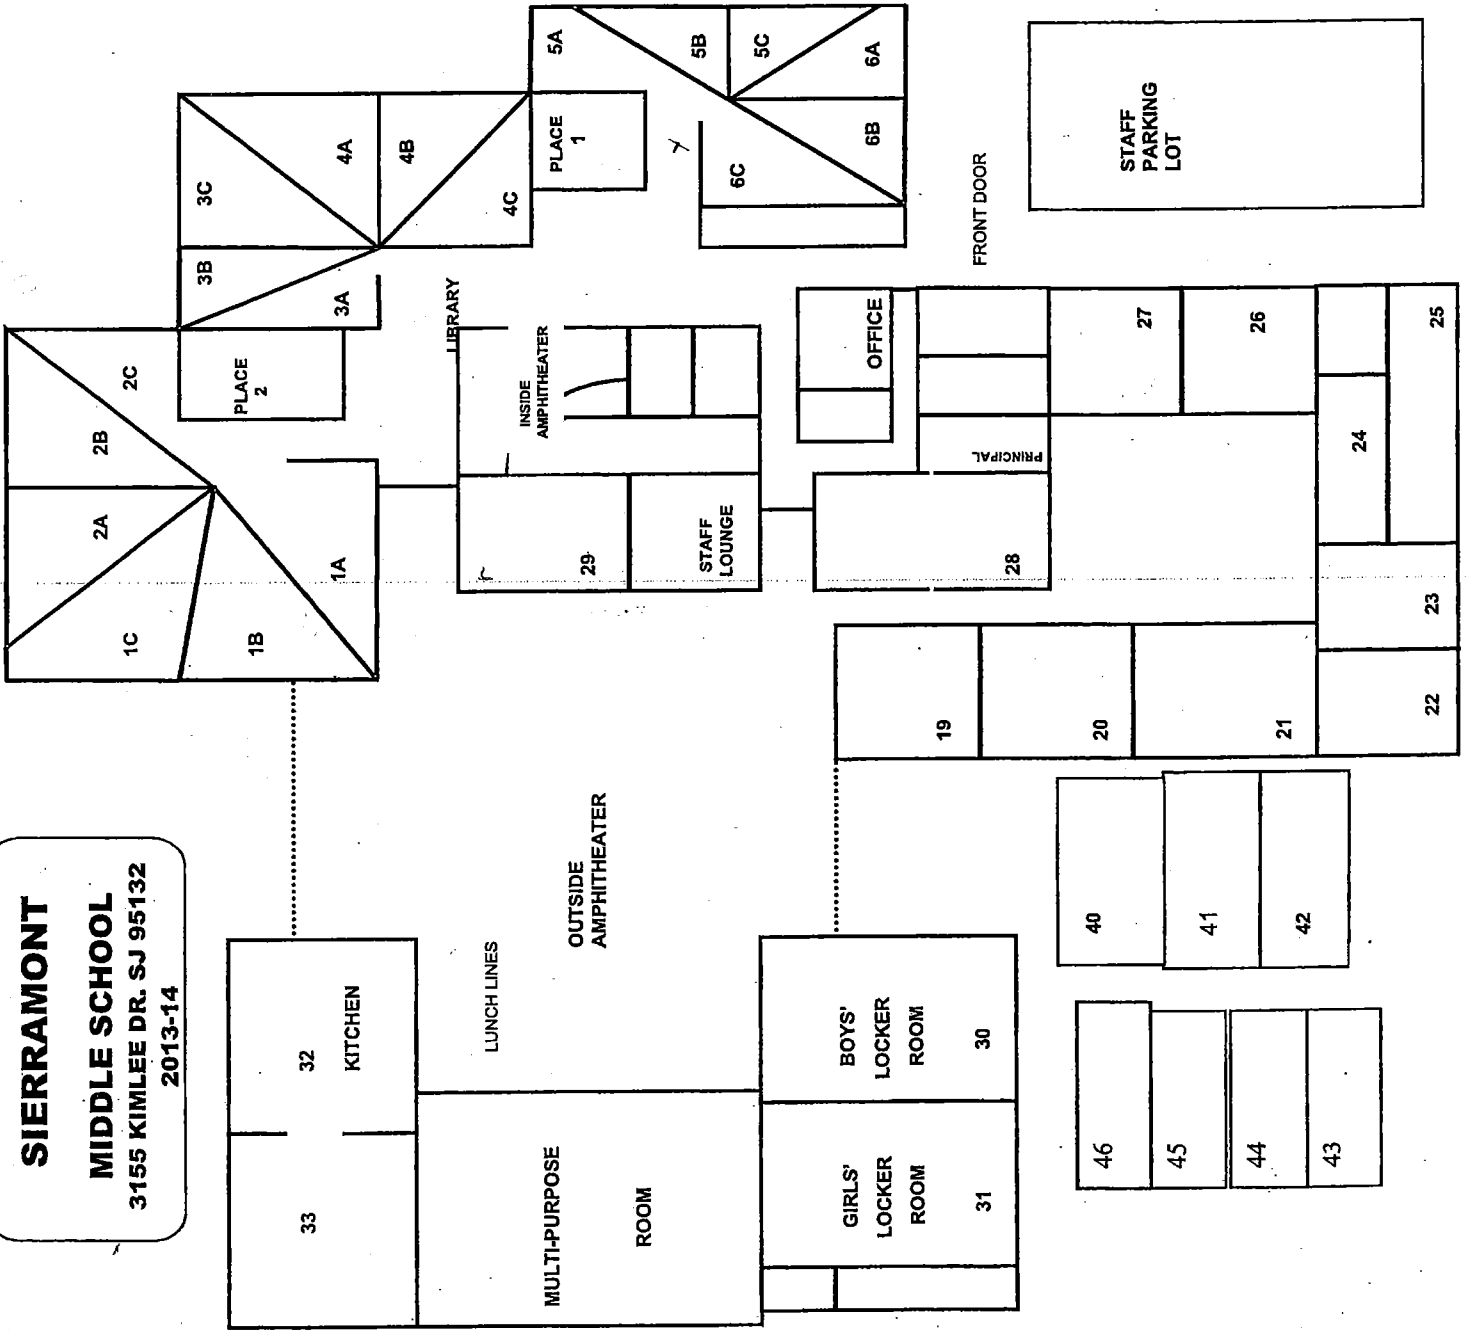 SIERRAMONT
MIDDLE SCHOOL
3155 KIMLEE DR. SJ 95132
2013-14
1A
1B
1C
2A
2B
2C
PLACE
2
3A
3B
3C
4A
4B
4C
PLACE
1
5A
5B
5C
6A
6B
6C
LIBRARY
INSIDE
AMPHITHEATER
29
STAFF
LOUNGE
OFFICE
FRONT DOOR
STAFF
PARKING
LOT
PRINCIPAL
28
27
26
25
24
23
22
21
20
19
33
32
KITCHEN
LUNCH LINES
OUTSIDE
AMPHITHEATER
MULTI-PURPOSE
ROOM
BOYS'
LOCKER
ROOM
30
GIRLS'
LOCKER
ROOM
31
40
41
42
46
45
44
43